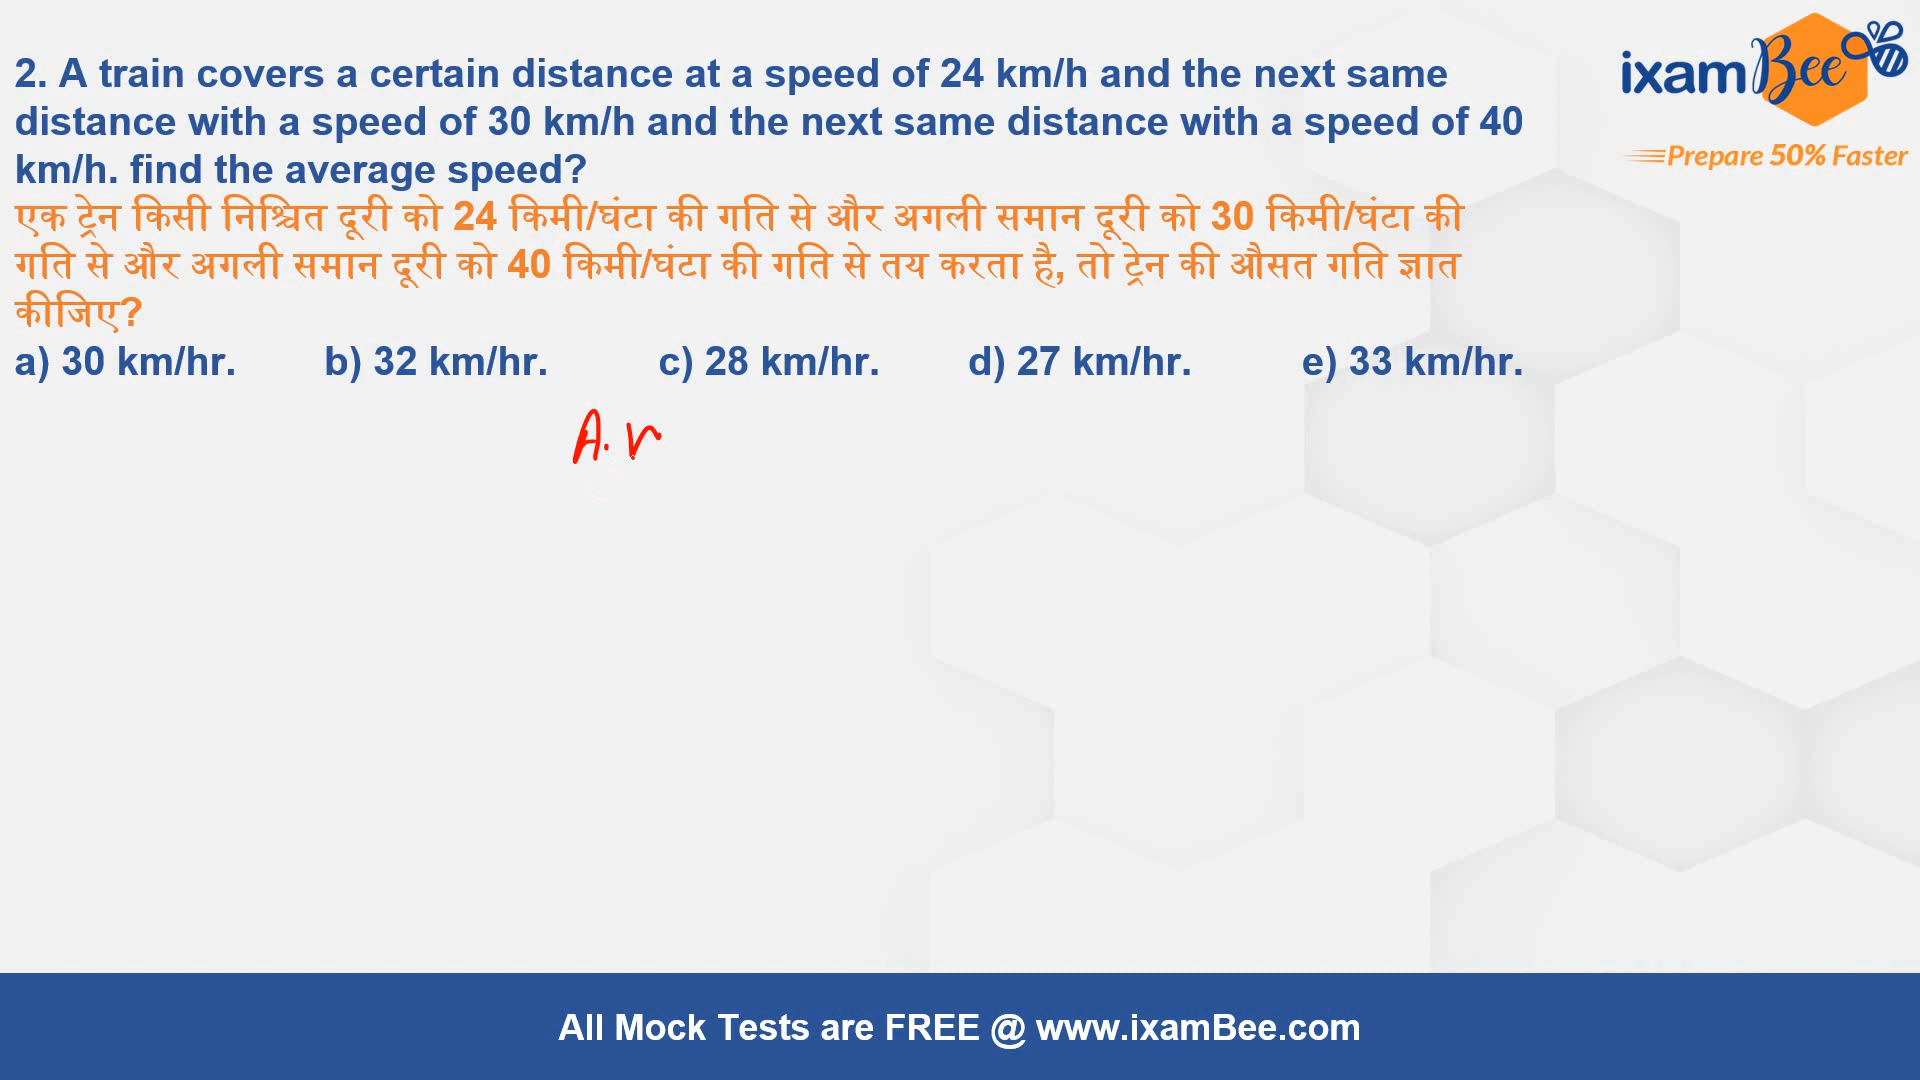 ixamBee
Prepare 50% Faster
2. A train covers a certain distance at a speed of 24 km/h and the next same
distance with a speed of 30 km/h and the next same distance with a speed of 40
km/h. find the average speed?
एक ट्रेन किसी निश्चित दूरी को 24 किमी/घंटा की गति से और अगली समान दूरी को 30 किमी/घंटा की
गति से और अगली समान दूरी को 40 किमी/घंटा की गति से तय करता है, तो ट्रेन की औसत गति ज्ञात
कीजिए?
a) 30 km/hr. b) 32 km/hr. c) 28 km/hr. d) 27 km/hr. e) 33 km/hr.
A. V
All Mock Tests are FREE @ www.ixamBee.com